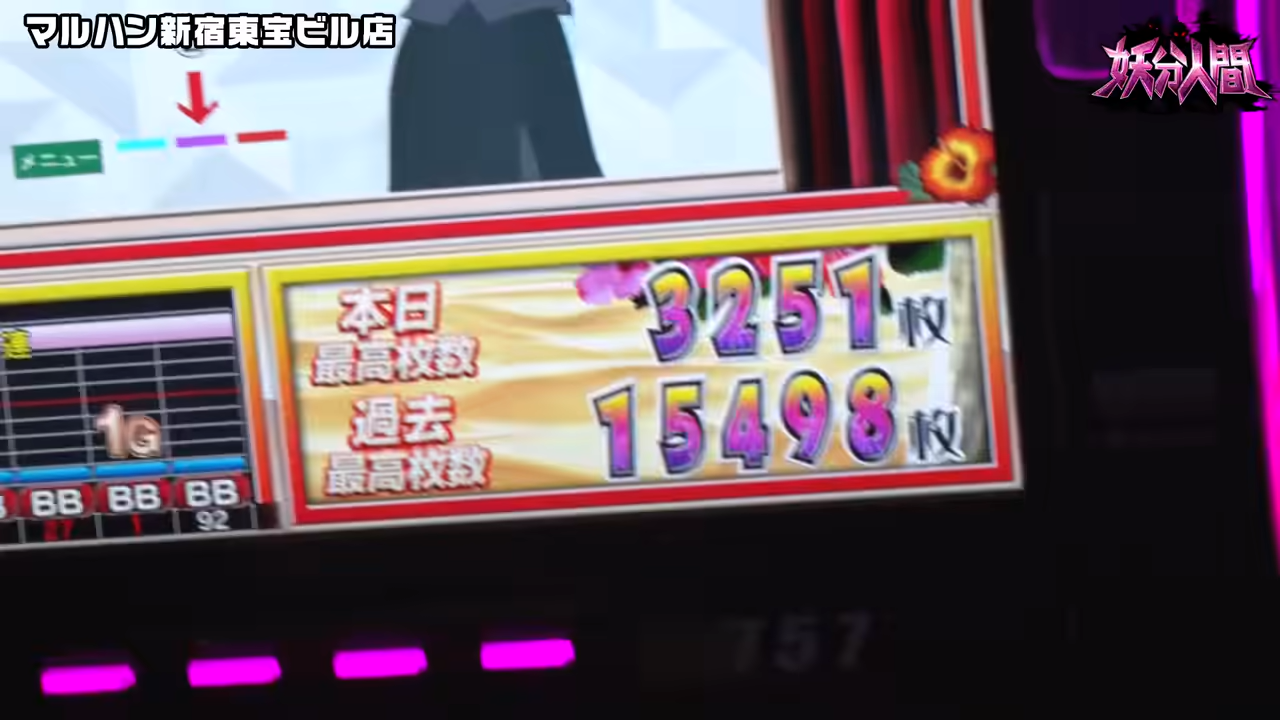 マルハン新宿東宝ビル店
妖分人間
メニュー
本日
最高枚数
3251枚
過去
最高枚数
15498枚
連
1G
BB BB BB
92
757